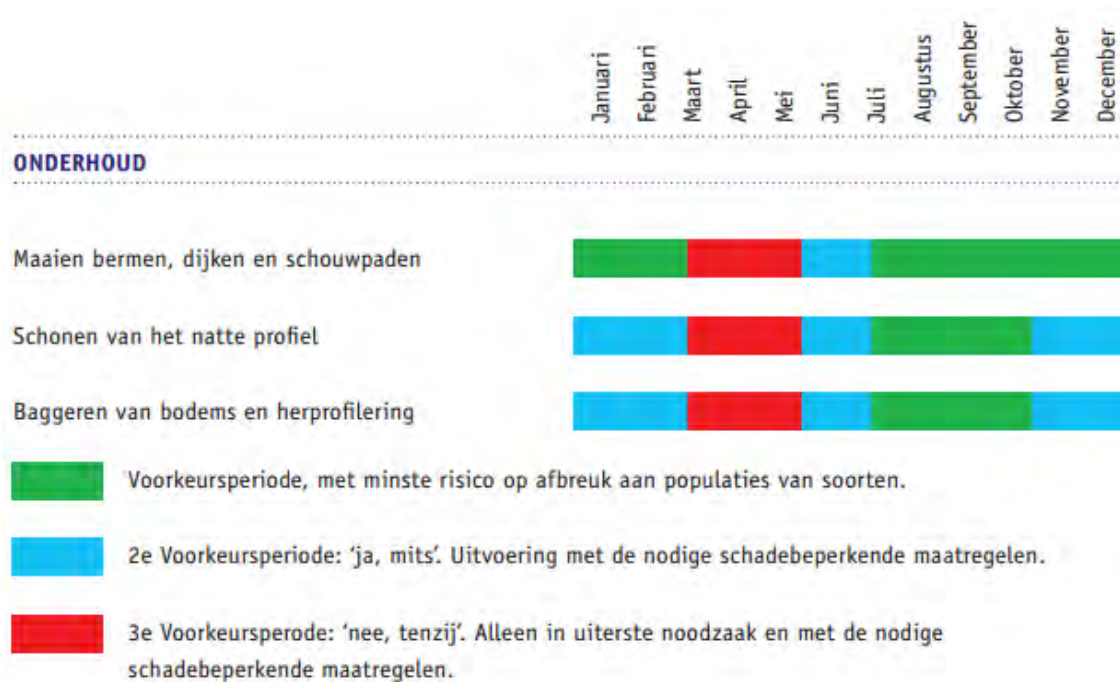 Januari
Februari
Maart
April
Mei
Juni
Juli
Augustus
September
Oktober
November
December
ONDERHOUD
Maaien bermen, dijken en schouwpaden
Schonen van het natte profiel
Baggeren van bodems en herprofilering
Voorkeursperiode, met minste risico op afbreuk aan populaties van soorten.
2e Voorkeursperiode: ‘ja, mits’. Uitvoering met de nodige schadebeperkende maatregelen.
3e Voorkeursperode: ‘nee, tenzij’. Alleen in uiterste noodzaak en met de nodige
schadebeperkende maatregelen.